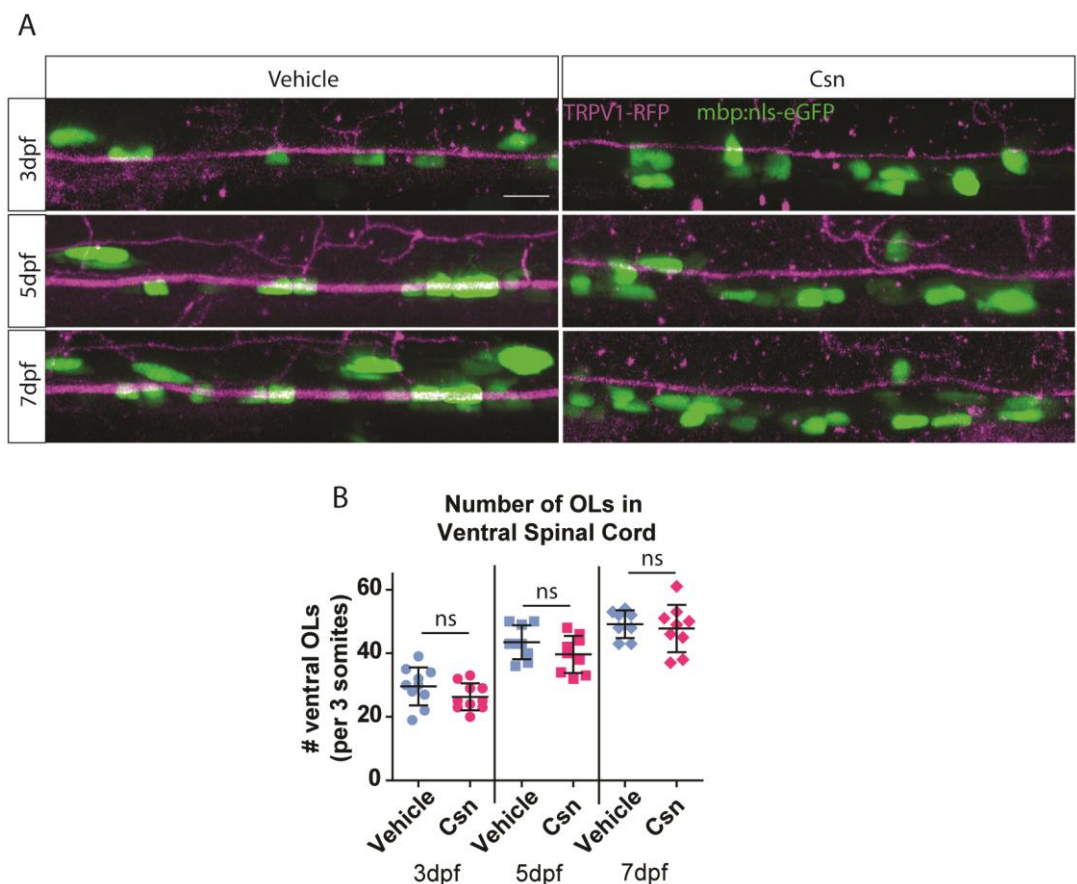 A
Vehicle
Csn
3dpf
TRPV1-RFP mbp:nls-eGFP
5dpf
7dpf
B
Number of OLs in
Ventral Spinal Cord
# ventral OLs
(per 3 somites)
60
40
20
0
ns
ns
ns
Vehicle
Csn
Vehicle
Csn
Vehicle
Csn
3dpf
5dpf
7dpf